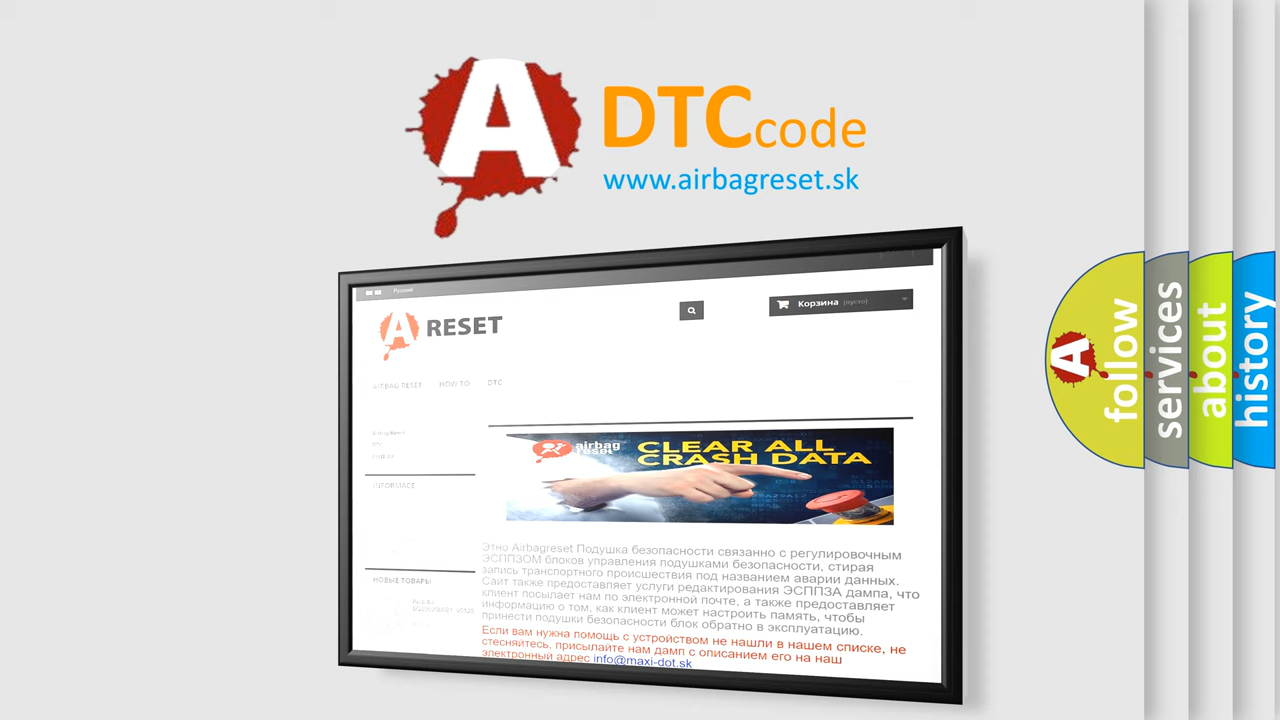 A
DTCcode
www.airbagreset.sk
Русский
A RESET
Корзина (пусто)
AIRBAG RESET HOW TO DTC
Airbag Reset
DTC
INFORMACE
airbag
reset
CLEAR ALL
CRASH DATA
Этно Airbagreset Подушка безопасности связанно с регулировочным
ЭСППЗОМ блоков управления подушками безопасности, стирая
запись транспортного происшествия под названием аварии данных.
Сайт также предоставляет услуги редактирования ЭСППЗА дампа, что
клиент посылает нам по электронной почте, а также предоставляет
информацию о том, как клиент может настроить память, чтобы
принести подушки безопасности блок обратно в эксплуатацию.
Если вам нужна помощь с устройством не нашли в нашем списке, не
стесняйтесь, присылайте нам дамп с описанием его на наш
электронный адрес info@maxi-dot.sk
НОВЫЕ ТОВАРЫ
A follow
services
about
history